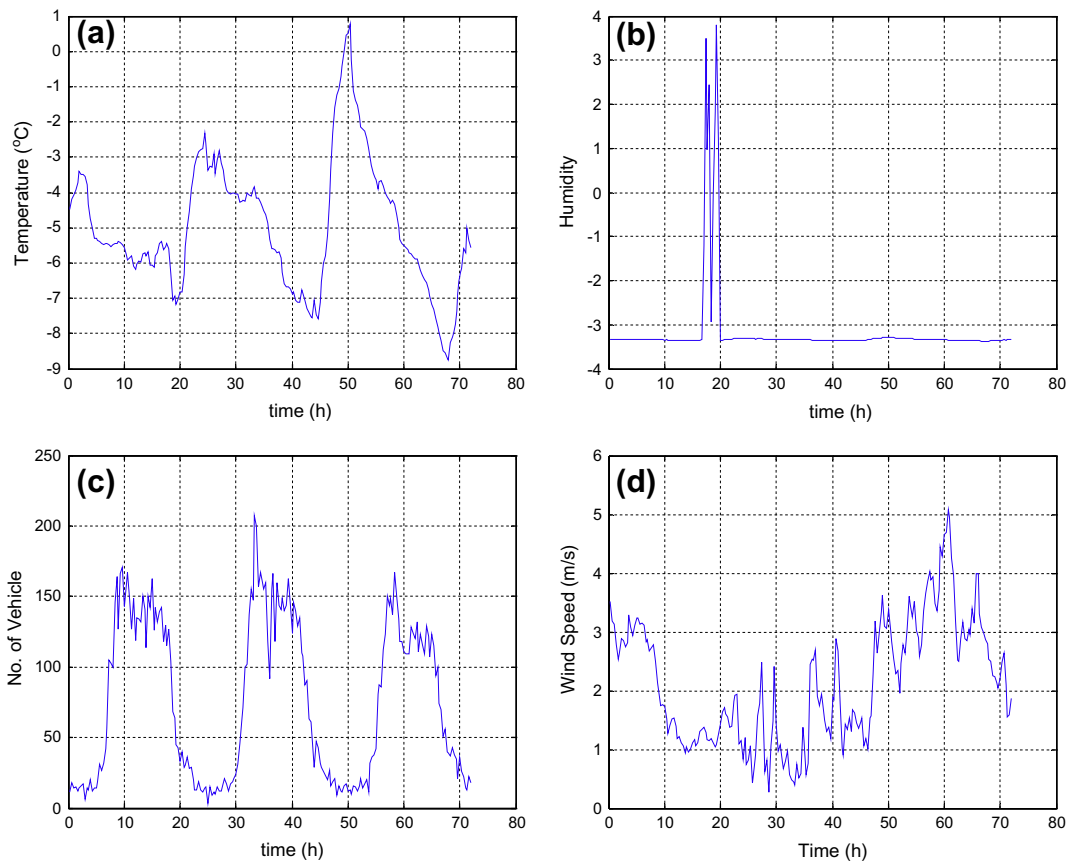 (a)
Temperature (°C)
1
0
-1
-2
-3
-4
-5
-6
-7
-8
-9
0 10 20 30 40 50 60 70 80
time (h)
(b)
Humidity
4
3
2
1
0
-1
-2
-3
-4
0 10 20 30 40 50 60 70 80
time (h)
(c)
No. of Vehicle
250
200
150
100
50
0
0 10 20 30 40 50 60 70 80
time (h)
(d)
Wind Speed (m/s)
6
5
4
3
2
1
0
0 10 20 30 40 50 60 70 80
Time (h)